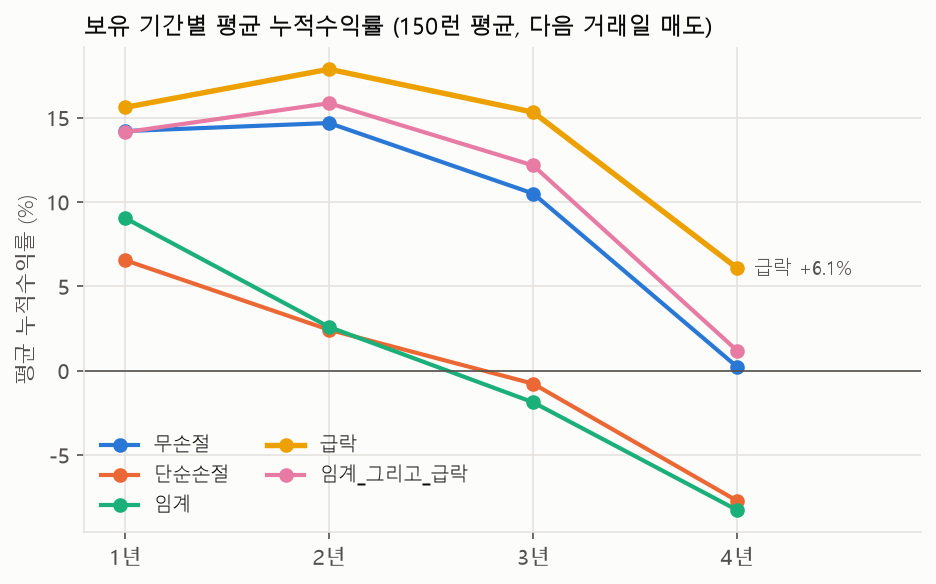 보유 기간별 평균 누적수익률 (150런 평균, 다음 거래일 매도)
평균 누적수익률 (%)
15
10
5
0
-5
급락 +6.1%
무손절
단순손절
임계
급락
임계_그리고_급락
1년
2년
3년
4년